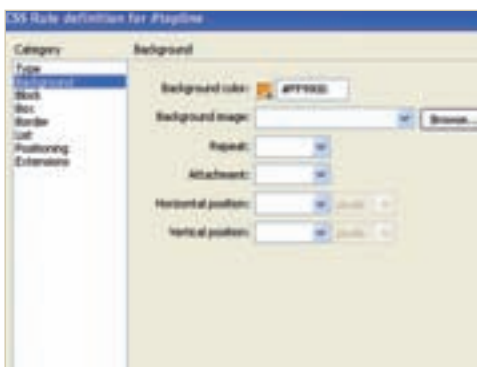 CSS Rule definition for #topline
Category
Background
Type
Background
Block
Box
Border
List
Positioning
Extensions
Background color:
Background image:
Browse...
Repeat:
Attachment:
Horizontal position:
pixels
Vertical position:
pixels